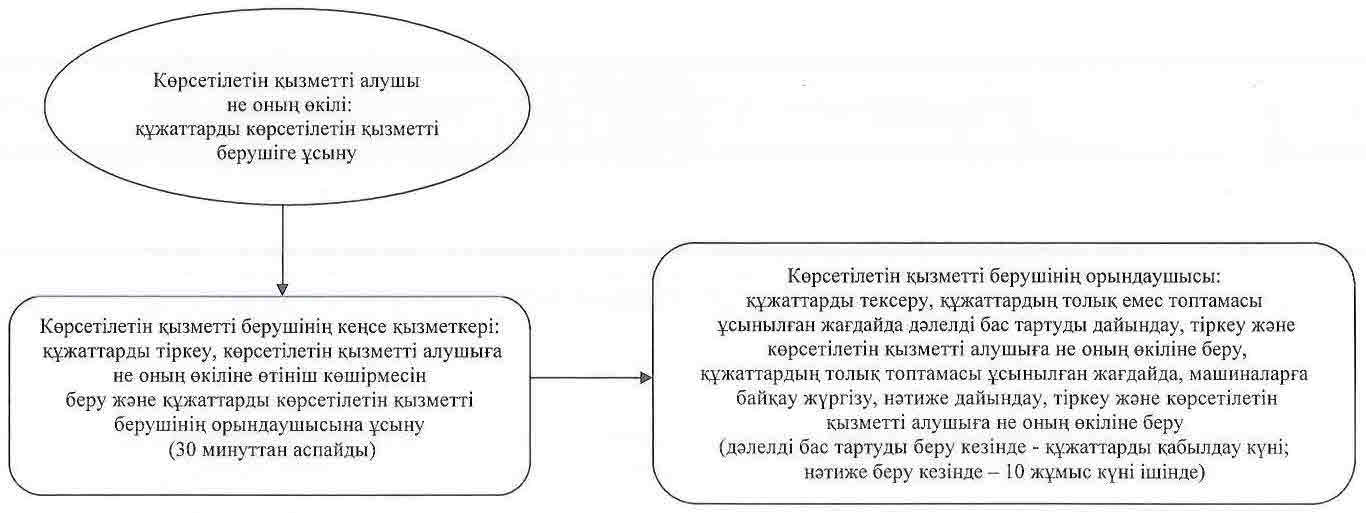 Көрсетілетін қызметті алушы
не оның өкілі:
құжаттарды көрсетілетін қызметті
берушіге ұсыну
Көрсетілетін қызметті берушінің кеңсе қызметкері:
құжаттарды тіркеу, көрсетілетін қызметті алушыға
не оның өкіліне өтініш көшірмесін
беру және құжаттарды көрсетілетін қызметті
берушінің орындаушысына ұсыну
(30 минуттан аспайды)
Көрсетілетін қызметті берушінің орындаушысы:
құжаттарды тексеру, құжаттардың толық емес топтамасы
ұсынылған жағдайда дәлелді бас тартуды дайындау, тіркеу және
көрсетілетін қызметті алушыға не оның өкіліне беру,
құжаттардың толық топтамасы ұсынылған жағдайда, машиналарға
байқау жүргізу, нәтиже дайындау, тіркеу және көрсетілетін
қызметті алушыға не оның өкіліне беру
(дәлелді бас тартуды беру кезінде - құжаттарды қабылдау күні;
нәтиже беру кезінде – 10 жұмыс күні ішінде)